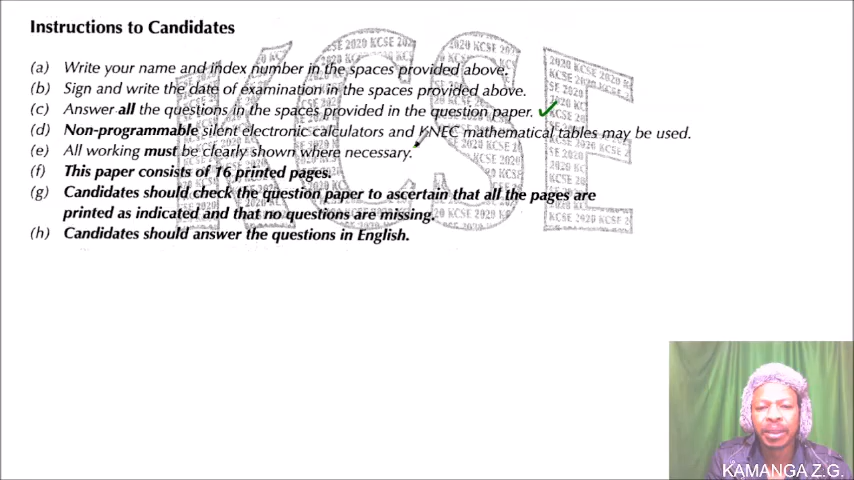 Instructions to Candidates
(a) Write your name and index number in the spaces provided above.
(b) Sign and write the date of examination in the spaces provided above.
(c) Answer all the questions in the spaces provided in the question paper.
(d) Non-programmable silent electronic calculators and KNEC mathematical tables may be used.
(e) All working must be clearly shown where necessary.
(f) This paper consists of 16 printed pages.
(g) Candidates should check the question paper to ascertain that all the pages are
printed as indicated and that no questions are missing.
(h) Candidates should answer the questions in English.
KCSE
KAMANGA Z.G.